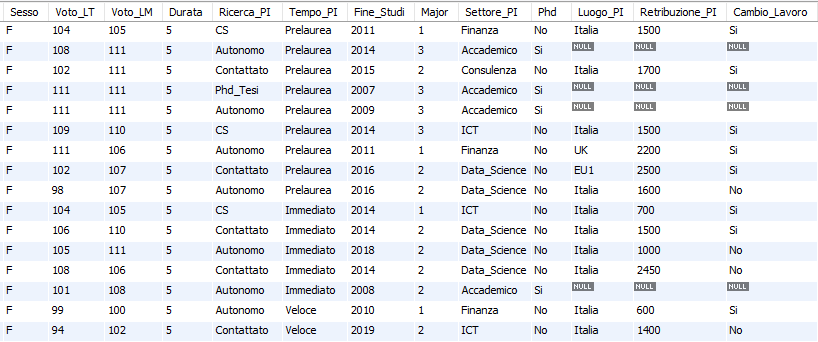 Sesso Voto_LT Voto_LM Durata Ricerca_PI Tempo_PI Fine_Studi Major Settore_PI Phd Luogo_PI Retribuzione_PI Cambio_Lavoro
F 104 105 5 CS Prelaurea 2011 1 Finanza No Italia 1500 Si
F 108 111 5 Autonomo Prelaurea 2014 3 Accademico Si NULL NULL NULL
F 102 111 5 Contattato Prelaurea 2015 2 Consulenza No Italia 1700 Si
F 111 111 5 Phd_Tesi Prelaurea 2007 3 Accademico Si NULL NULL NULL
F 111 111 5 Autonomo Prelaurea 2009 3 Accademico Si NULL NULL NULL
F 109 110 5 CS Prelaurea 2014 3 ICT No Italia 1500 Si
F 111 106 5 Autonomo Prelaurea 2011 1 Finanza No UK 2200 Si
F 102 107 5 Contattato Prelaurea 2016 2 Data_Science No EU1 2500 Si
F 98 107 5 Autonomo Prelaurea 2016 2 Data_Science No Italia 1600 No
F 104 105 5 CS Immediato 2014 1 ICT No Italia 700 Si
F 106 110 5 Contattato Immediato 2014 2 Data_Science No Italia 1500 Si
F 105 111 5 Autonomo Immediato 2018 2 Data_Science No Italia 1000 No
F 108 106 5 Contattato Immediato 2014 2 Data_Science No Italia 2450 No
F 101 108 5 Autonomo Immediato 2008 2 Accademico Si NULL NULL NULL
F 99 100 5 Autonomo Veloce 2010 1 Finanza No Italia 600 Si
F 94 102 5 Contattato Veloce 2019 2 ICT No Italia 1400 No